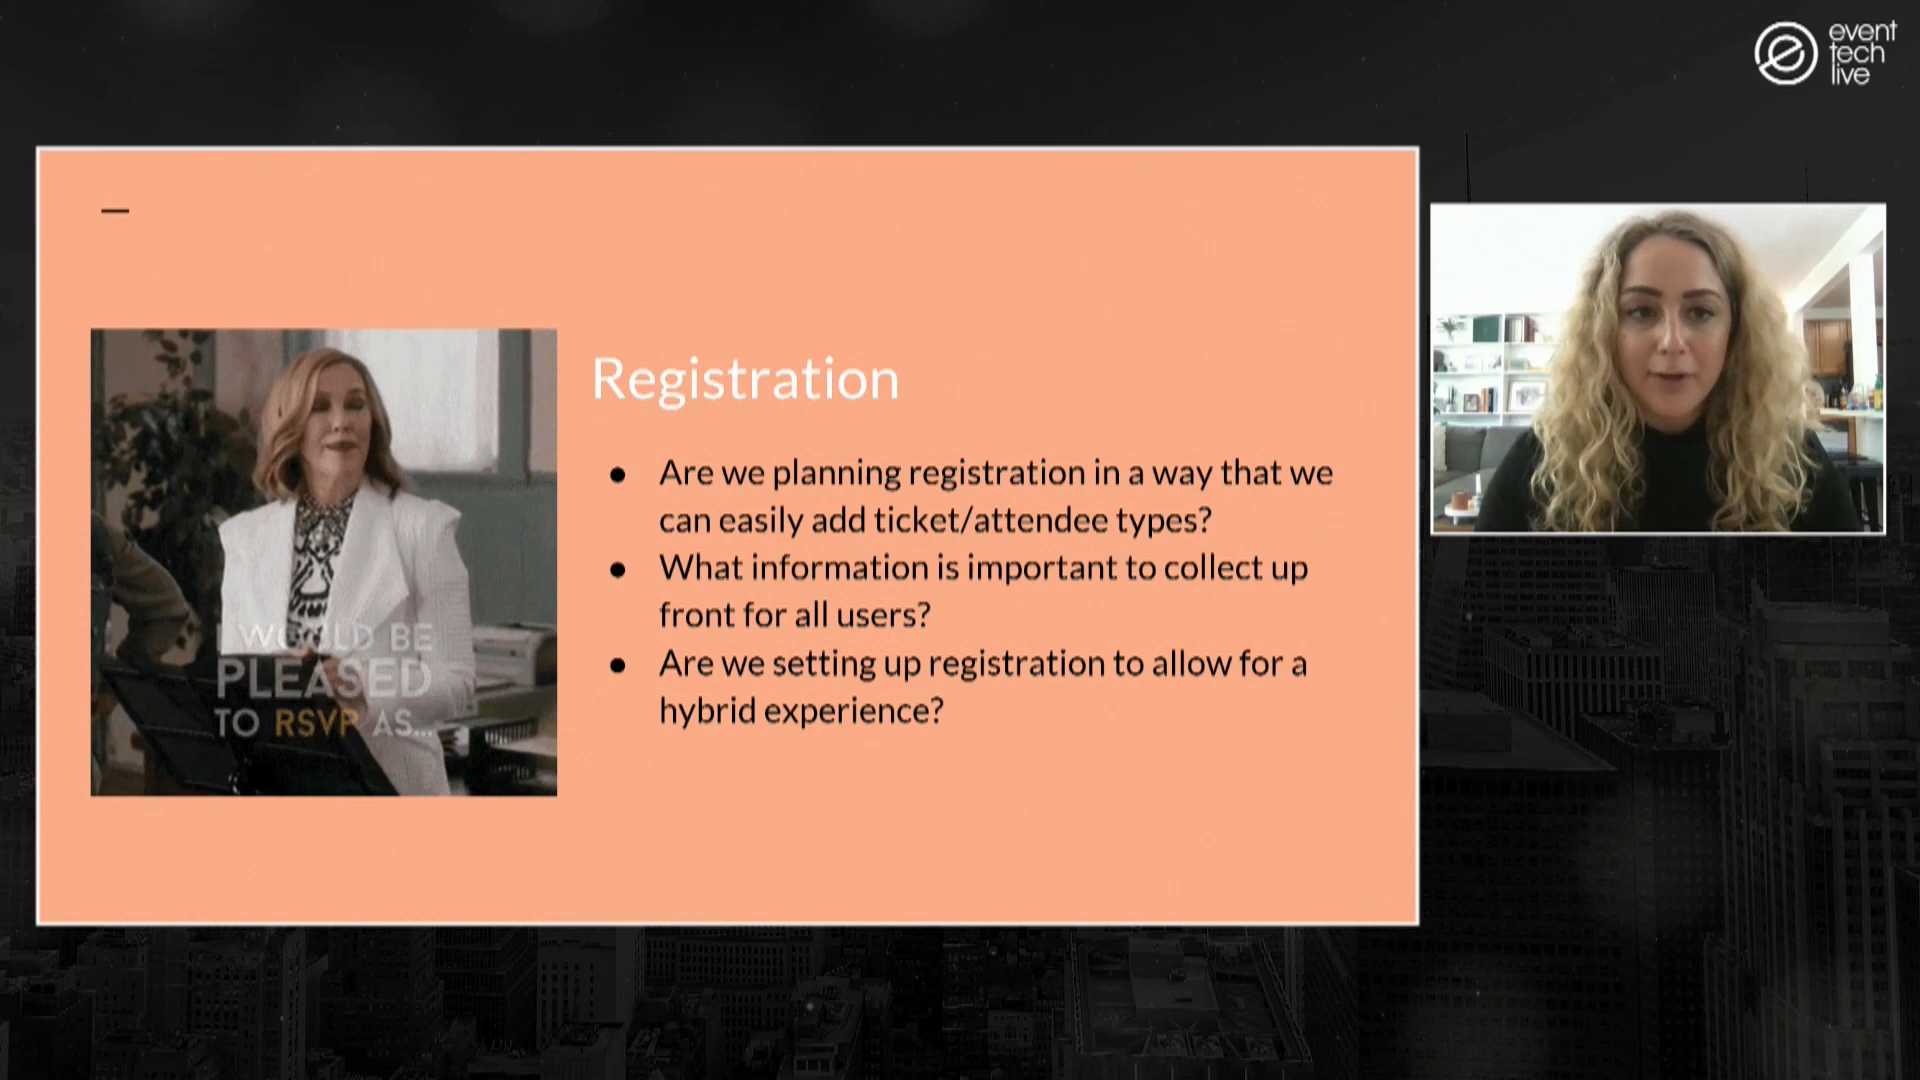 event
tech
live
Registration
● Are we planning registration in a way that we
can easily add ticket/attendee types?
● What information is important to collect up
front for all users?
● Are we setting up registration to allow for a
hybrid experience?
I WOULD BE
PLEASED
TO RSVP AS...